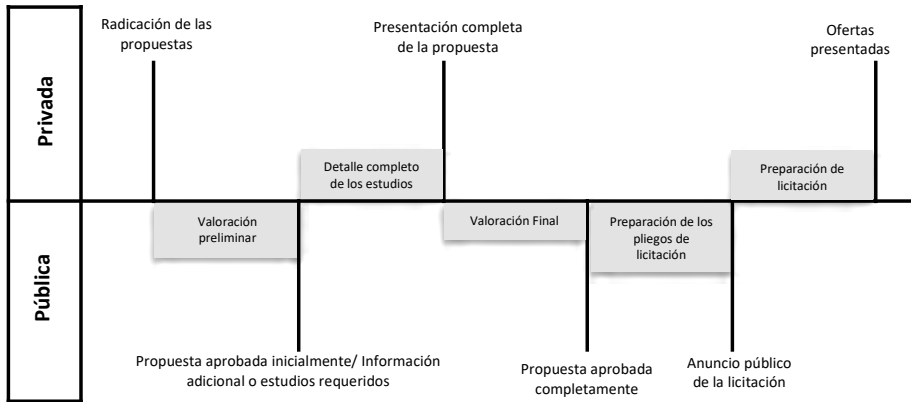 Radicación de las
propuestas
Presentación completa
de la propuesta
Ofertas
presentadas
Privada
Detalle completo
de los estudios
Preparación de
licitación
Pública
Valoración
preliminar
Valoración Final
Preparación de los
pliegos de
licitación
Propuesta aprobada inicialmente/ Información
adicional o estudios requeridos
Propuesta aprobada
completamente
Anuncio público
de la licitación